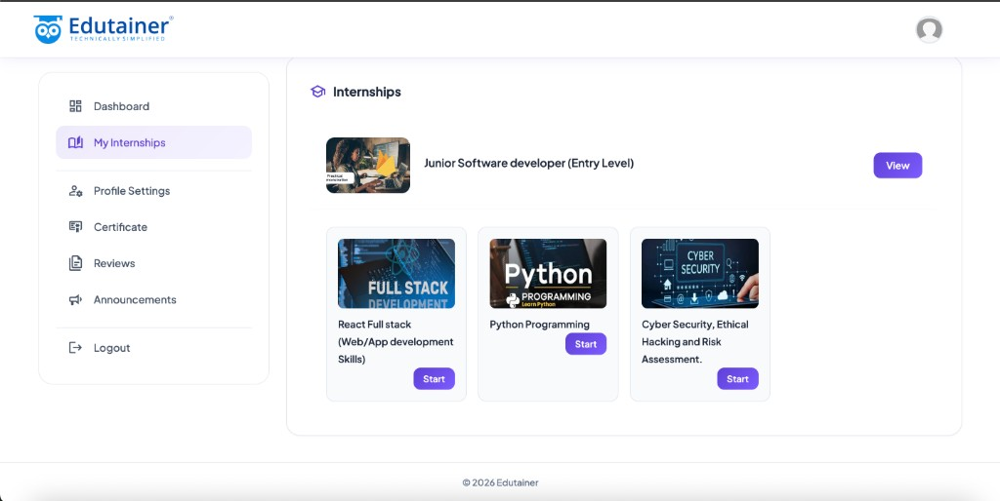 Edutainer®
TECHNICALLY SIMPLIFIED
Dashboard
My Internships
Profile Settings
Certificate
Reviews
Announcements
Logout
Internships
Practical
Junior Software developer (Entry Level)
View
FULL STACK
DEVELOPMENT
React Full stack
(Web/App development
Skills)
Start
Python
PROGRAMMING
Learn Python
Python Programming
Start
CYBER
SECURITY
Cyber Security, Ethical
Hacking and Risk
Assessment.
Start
© 2026 Edutainer